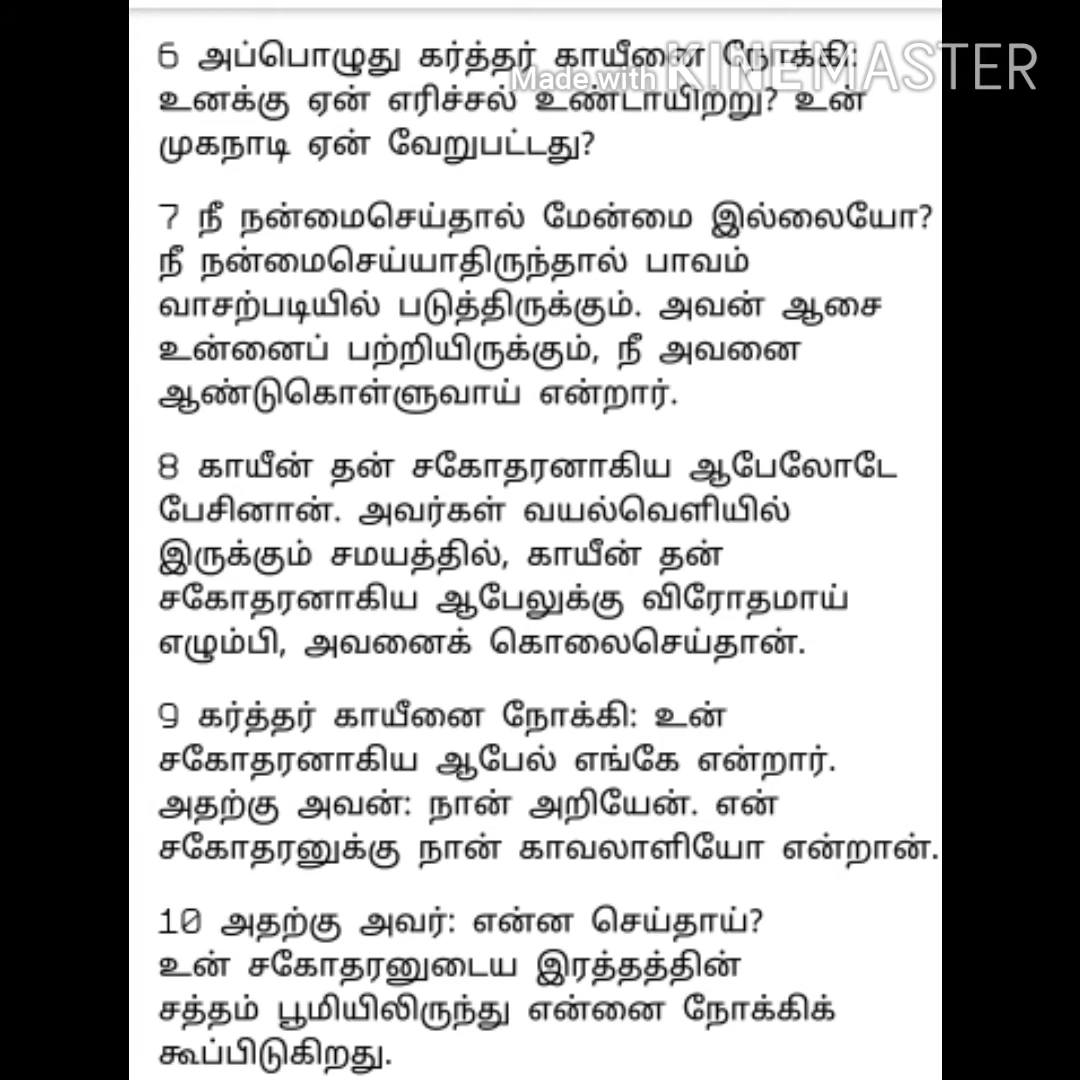 6 அப்பொழுது கர்த்தர் காயீனை நோக்கி:
Made with KINEMASTER
உனக்கு ஏன் எரிச்சல் உண்டாயிற்று? உன்
முகநாடி ஏன் வேறுபட்டது?
7 நீ நன்மைசெய்தால் மேன்மை இல்லையோ?
நீ நன்மைசெய்யாதிருந்தால் பாவம்
வாசற்படியில் படுத்திருக்கும். அவன் ஆசை
உன்னைப் பற்றியிருக்கும், நீ அவனை
ஆண்டுகொள்ளுவாய் என்றார்.
8 காயீன் தன் சகோதரனாகிய ஆபேலோடே
பேசினான். அவர்கள் வயல்வெளியில்
இருக்கும் சமயத்தில், காயீன் தன்
சகோதரனாகிய ஆபேலுக்கு விரோதமாய்
எழும்பி, அவனைக் கொலைசெய்தான்.
9 கர்த்தர் காயீனை நோக்கி: உன்
சகோதரனாகிய ஆபேல் எங்கே என்றார்.
அதற்கு அவன்: நான் அறியேன். என்
சகோதரனுக்கு நான் காவலாளியோ என்றான்.
10 அதற்கு அவர்: என்ன செய்தாய்?
உன் சகோதரனுடைய இரத்தத்தின்
சத்தம் பூமியிலிருந்து என்னை நோக்கிக்
கூப்பிடுகிறது.